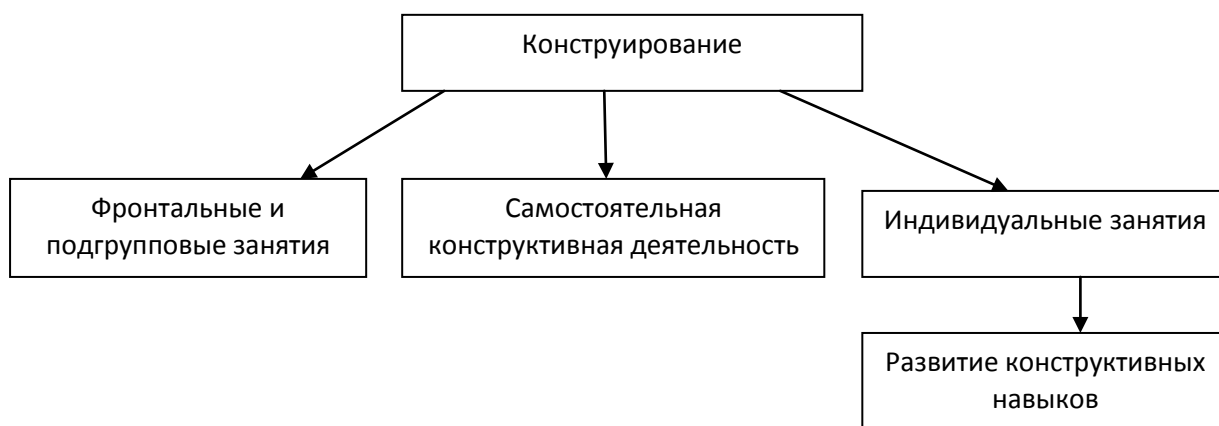 Конструирование
Фронтальные и
подгрупповые занятия
Самостоятельная
конструктивная деятельность
Индивидуальные занятия
Развитие конструктивных
навыков